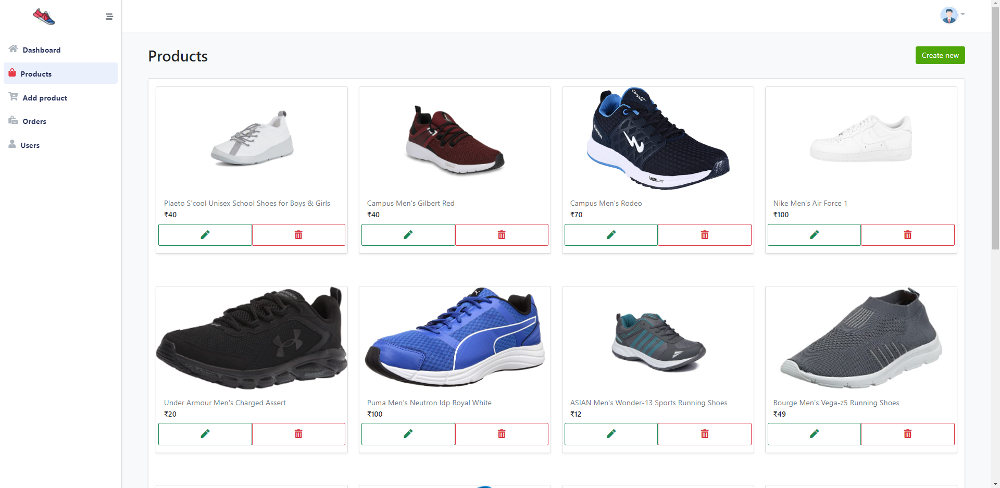 Dashboard
Products
Add product
Orders
Users
Products
Create new
Campus
Campus
Plaeto S'cool Unisex School Shoes for Boys & Girls
₹40
Campus Men's Gilbert Red
₹40
Campus Men's Rodeo
₹70
Nike Men's Air Force 1
₹100
Under Armour Men's Charged Assert
₹20
Puma Men's Neutron Idp Royal White
₹100
ASIAN Men's Wonder-13 Sports Running Shoes
₹12
Bourge Men's Vega-z5 Running Shoes
₹49